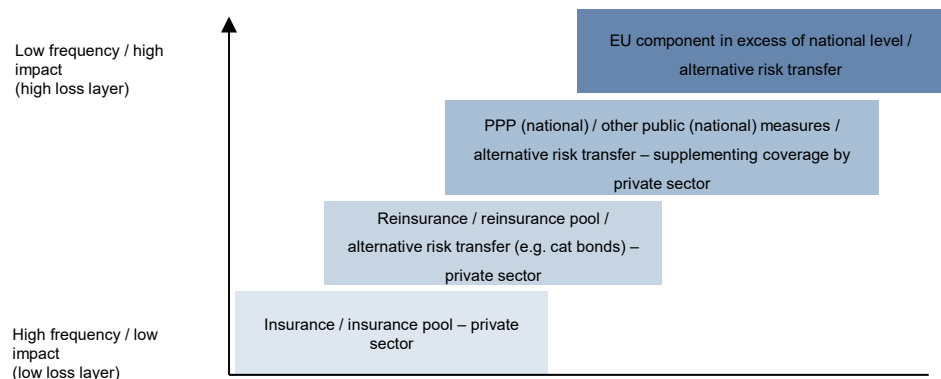 Low frequency / high
impact
(high loss layer)
EU component in excess of national level /
alternative risk transfer
PPP (national) / other public (national) measures /
alternative risk transfer – supplementing coverage by
private sector
Reinsurance / reinsurance pool /
alternative risk transfer (e.g. cat bonds) –
private sector
Insurance / insurance pool – private
sector
High frequency / low
impact
(low loss layer)